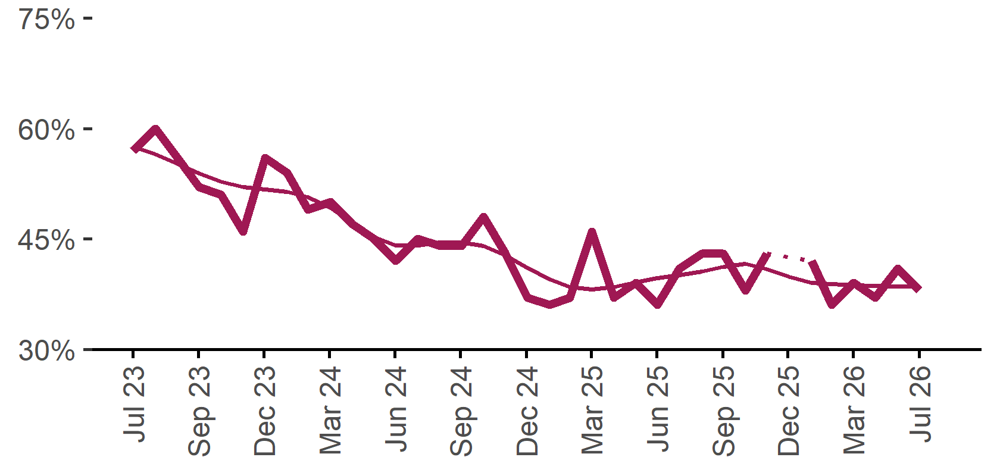 75%
60%
45%
30%
Jul 23
Sep 23
Dec 23
Mar 24
Jun 24
Sep 24
Dec 24
Mar 25
Jun 25
Sep 25
Dec 25
Mar 26
Jul 26